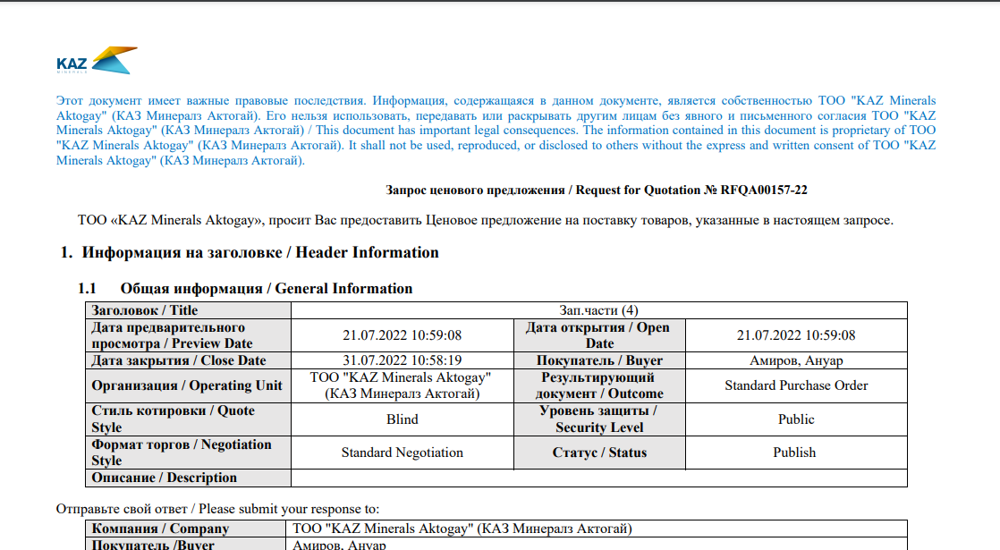 KAZ
MINERALS
Этот документ имеет важные правовые последствия. Информация, содержащаяся в данном документе, является собственностью ТОО "KAZ Minerals
Aktogay" (КАЗ Минералз Актогай). Его нельзя использовать, передавать или раскрывать другим лицам без явного и письменного согласия ТОО "KAZ
Minerals Aktogay" (КАЗ Минералз Актогай) / This document has important legal consequences. The information contained in this document is proprietary of ТОО
"KAZ Minerals Aktogay" (КАЗ Минералз Актогай). It shall not be used, reproduced, or disclosed to others without the express and written consent of ТОО "KAZ
Minerals Aktogay" (КАЗ Минералз Актогай).
Запрос ценового предложения / Request for Quotation № RFQA00157-22
ТОО «KAZ Minerals Aktogay», просит Вас предоставить Ценовое предложение на поставку товаров, указанные в настоящем запросе.
1. Информация на заголовке / Header Information
1.1 Общая информация / General Information
Заголовок / Title Зап.части (4)
Дата предварительного
просмотра / Preview Date
21.07.2022 10:59:08
Дата открытия / Open
Date
21.07.2022 10:59:08
Дата закрытия / Close Date 31.07.2022 10:58:19 Покупатель / Buyer Амиров, Ануар
Организация / Operating Unit
ТОО "KAZ Minerals Aktogay"
(КАЗ Минералз Актогай)
Результирующий
документ / Outcome
Standard Purchase Order
Стиль котировки / Quote
Style
Blind
Уровень защиты /
Security Level
Public
Формат торгов / Negotiation
Style
Standard Negotiation
Статус / Status
Publish
Описание / Description
Отправьте свой ответ / Please submit your response to:
Компания / Company ТОО "KAZ Minerals Aktogay" (КАЗ Минералз Актогай)
Покупатель /Buyer Амиров, Ануар